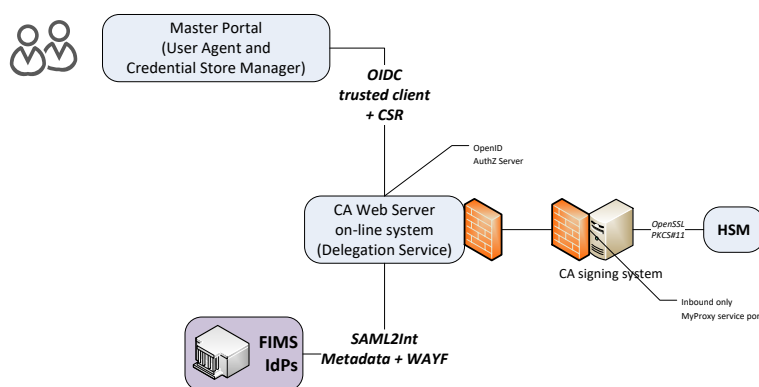 Master Portal
(User Agent and
Credential Store Manager)
OIDC
trusted client
+ CSR
OpenID
AuthZ Server
CA Web Server
on-line system
(Delegation Service)
OpenSSL
PKCS#11
HSM
CA signing system
Inbound only
MyProxy service port
FIMS
IdPs
SAML2Int
Metadata + WAYF